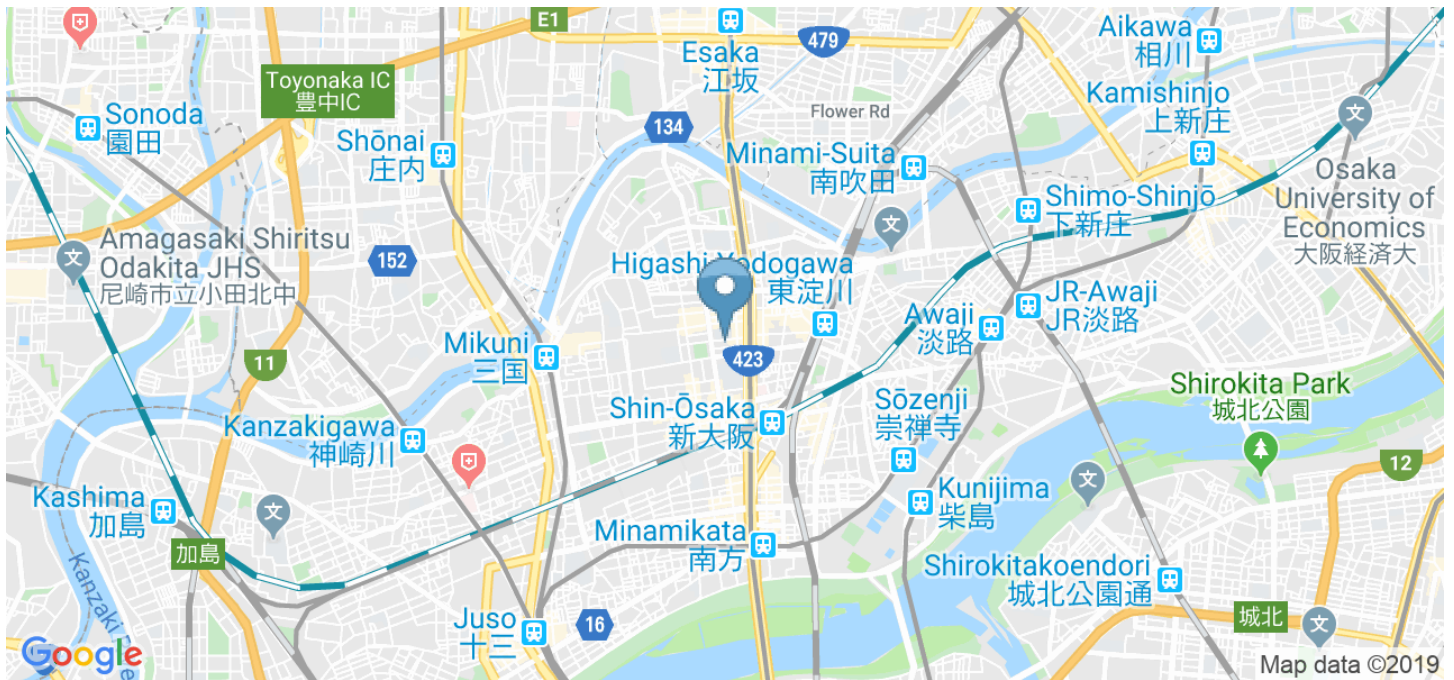 E1
Esaka
江坂
479
Aikawa
相川
Toyonaka IC
豊中IC
Sonoda
園田
Shōnai
庄内
134
Flower Rd
Kamishinjo
上新庄
Minami-Suita
南吹田
文
Osaka
University of
Economics
大阪経済大
Shimo-Shinjō
下新庄
文
文
Amagasaki Shiritsu
Odakita JHS
尼崎市立小田北中
152
Higashi-Yodogawa
東淀川
JR-Awaji
JR淡路
Awaji
淡路
Mikuni
三国
11
423
Shirokita Park
城北公園
Shin-Ōsaka
新大阪
Sōzenji
崇禅寺
Kanzakigawa
神崎川
12
Kashima
加島
文
文
Kunijima
柴島
Minamikata
南方
加島
Shirokitakoendori
城北公園通
Juso
十三
16
城北
文
Google
Map data ©2019